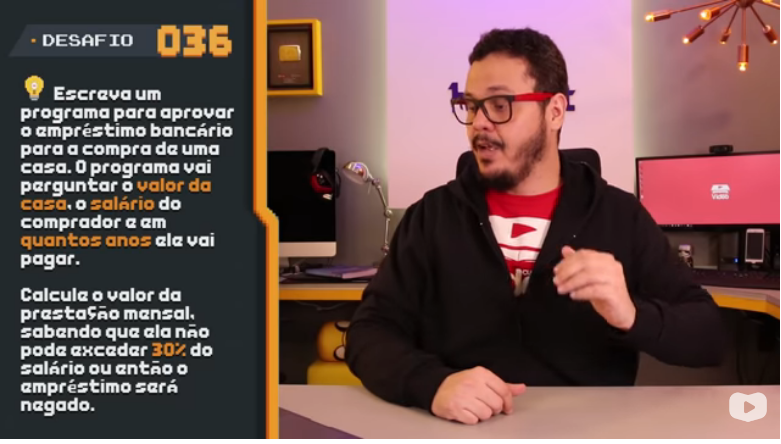 DESAFIO 036
Escreva um
programa para aprovar
o empréstimo bancário
para a compra de uma
casa. O programa vai
perguntar o valor da
casa, o salário do
comprador e em
quantos anos ele vai
pagar.
Calcule o valor da
prestação mensal,
sabendo que ela não
pode exceder 30% do
salário ou então o
empréstimo será
negado.